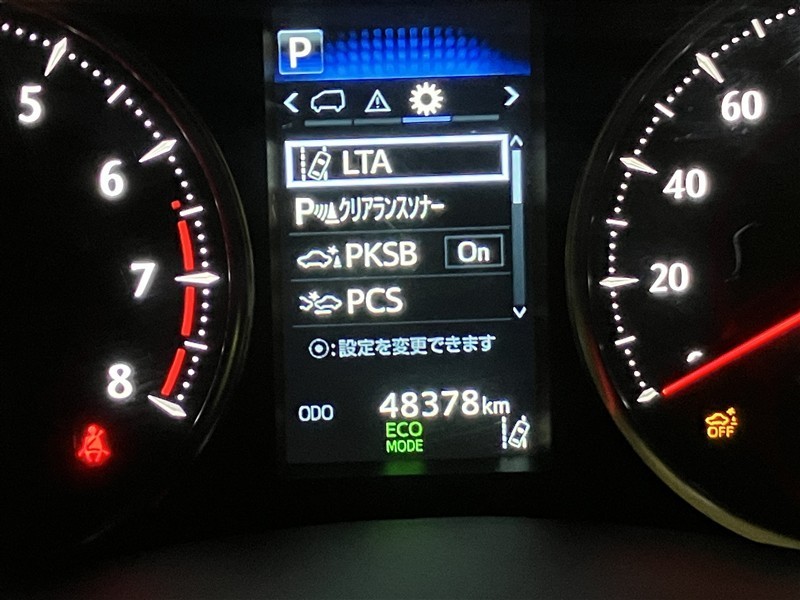 P
5
6
7
8
LTA
Pクリアランスソナー
PKSB On
PCS
:設定を変更できます
ODO 48378km
ECO
MODE
60
40
20
OFF